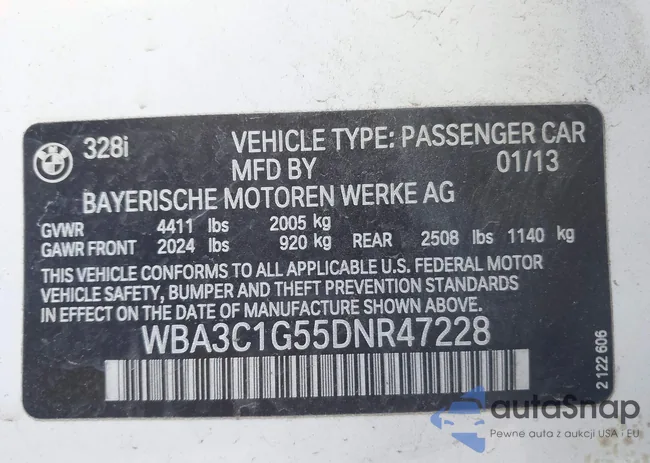 328i VEHICLE TYPE: PASSENGER CAR
MFD BY 01/13
BAYERISCHE MOTOREN WERKE AG
GVWR 4411 lbs 2005 kg
GAWR FRONT 2024 lbs 920 kg REAR 2508 lbs 1140 kg
THIS VEHICLE CONFORMS TO ALL APPLICABLE U.S. FEDERAL MOTOR
VEHICLE SAFETY, BUMPER AND THEFT PREVENTION STANDARDS
IN EFFECT ON THE DATE OF MANUFACTURE SHOWN ABOVE.
WBA3C1G55DNR47228
2 122 606
autaSnap
Pewne auta z aukcji USA i EU